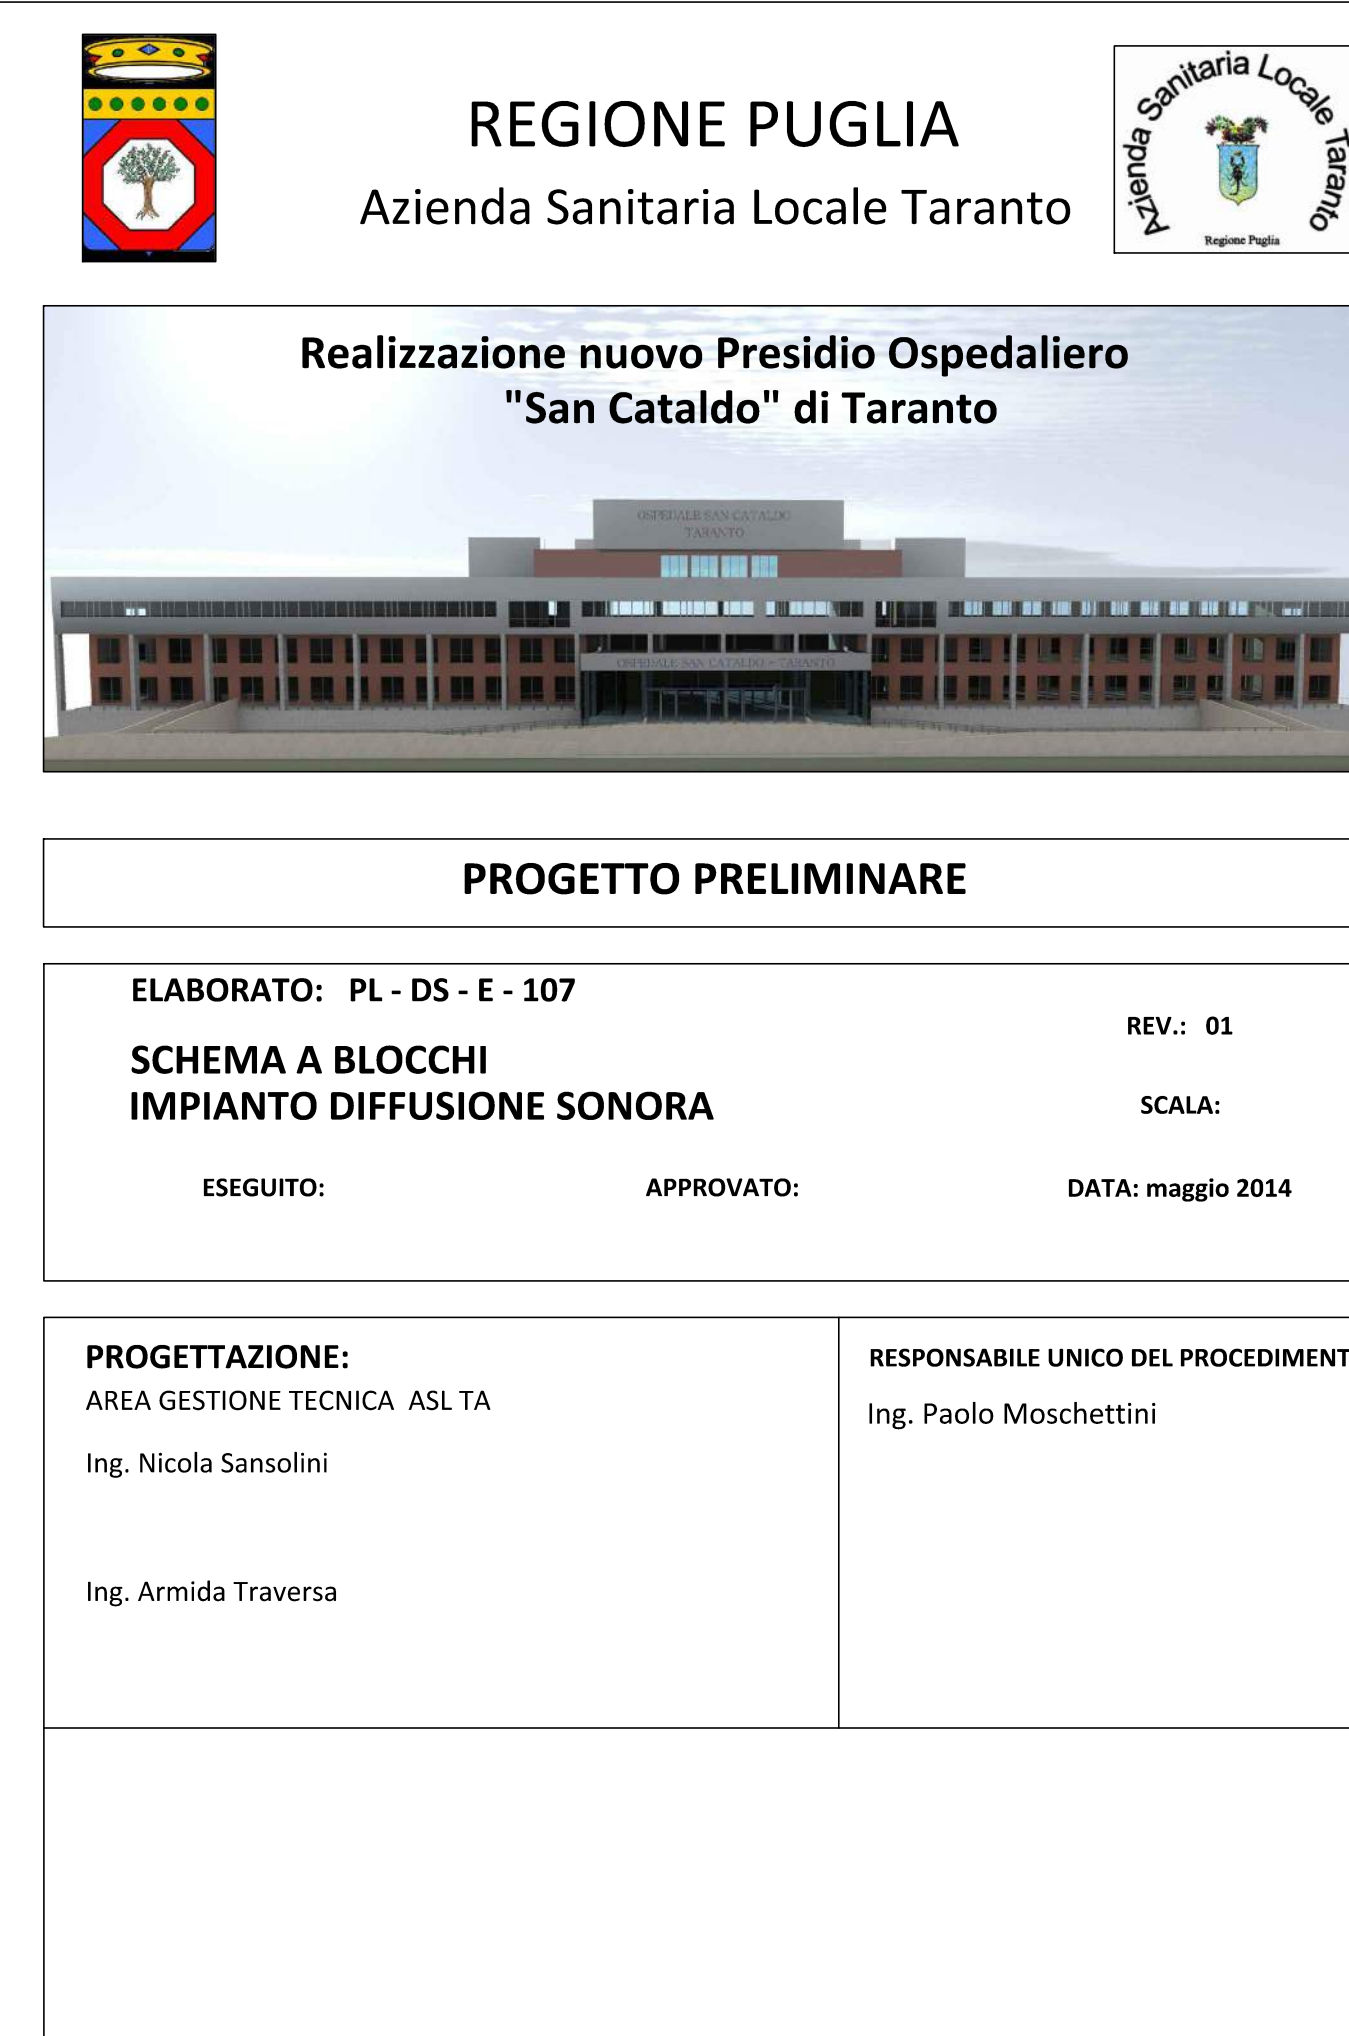 REGIONE PUGLIA
Azienda Sanitaria Locale Taranto
Azienda Sanitaria Locale Taranto
Regione Puglia
Realizzazione nuovo Presidio Ospedaliero
"San Cataldo" di Taranto
OSPEDALE SAN CATALDO
TARANTO
OSPEDALE SAN CATALDO - TARANTO
PROGETTO PRELIMINARE
ELABORATO: PL - DS - E - 107
REV.: 01
SCHEMA A BLOCCHI
IMPIANTO DIFFUSIONE SONORA
SCALA:
ESEGUITO:
APPROVATO:
DATA: maggio 2014
PROGETTAZIONE:
AREA GESTIONE TECNICA ASL TA
Ing. Nicola Sansolini
Ing. Armida Traversa
RESPONSABILE UNICO DEL PROCEDIMENT
Ing. Paolo Moschettini